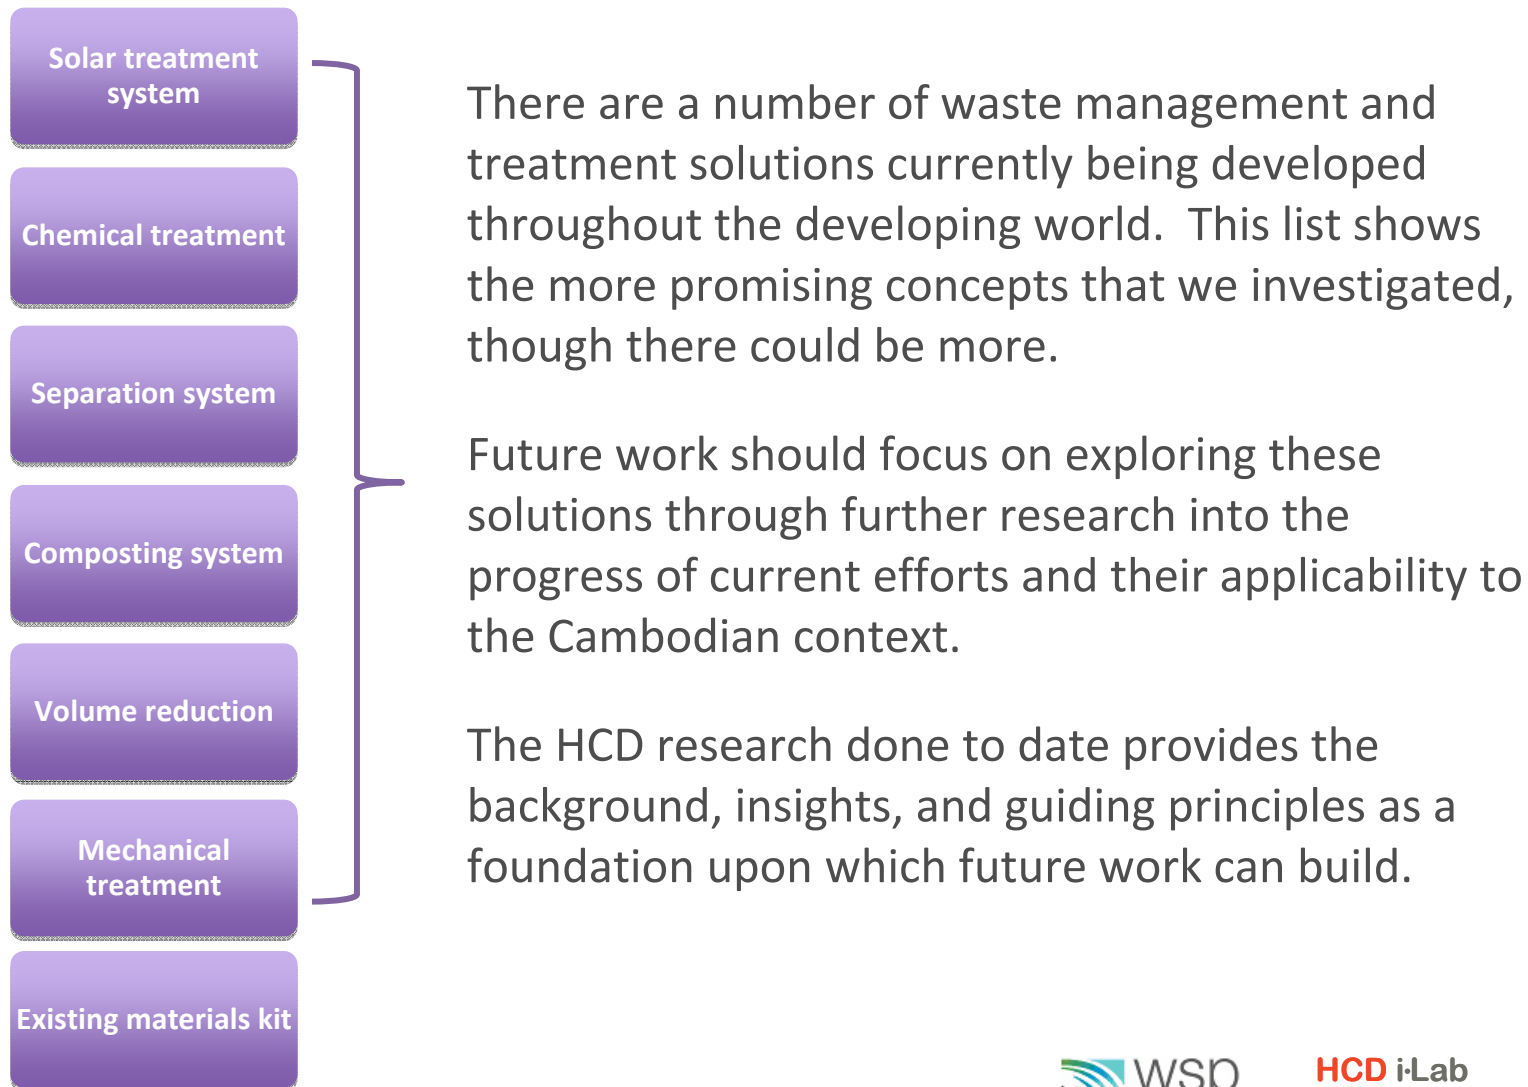 Solar treatment
system
Chemical treatment
Separation system
Composting system
Volume reduction
Mechanical
treatment
Existing materials kit
There are a number of waste management and
treatment solutions currently being developed
throughout the developing world.  This list shows
the more promising concepts that we investigated,
though there could be more.
Future work should focus on exploring these
solutions through further research into the
progress of current efforts and their applicability to
the Cambodian context.
The HCD research done to date provides the
background, insights, and guiding principles as a
foundation upon which future work can build.
wsp
HCD i·Lab